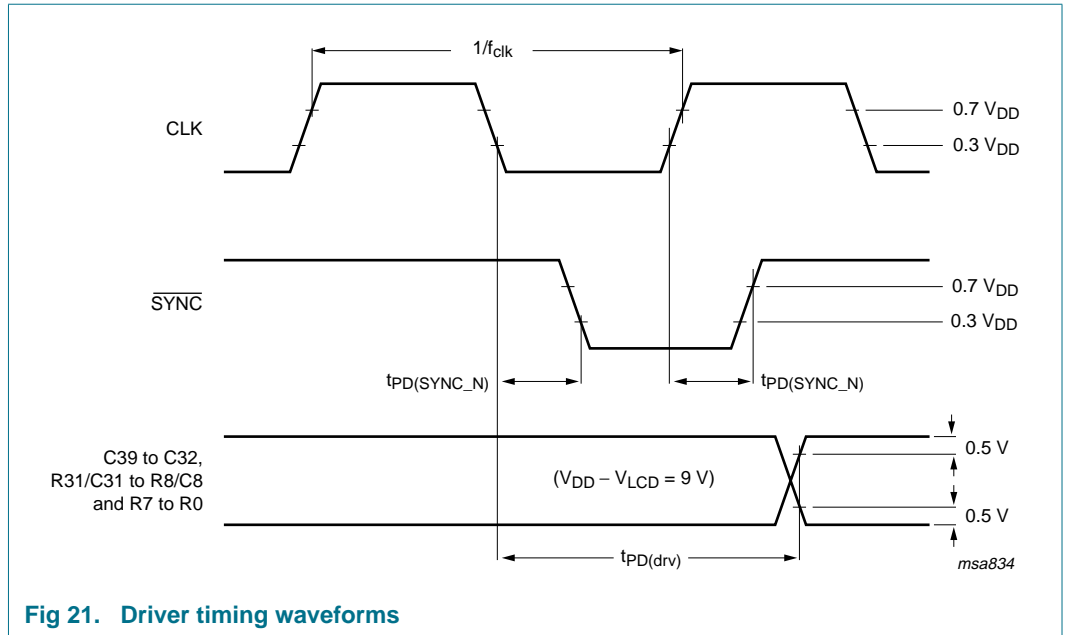 1/fclk
CLK
0.7 VDD
0.3 VDD
SYNC
0.7 VDD
0.3 VDD
tPD(SYNC_N)
tPD(SYNC_N)
C39 to C32,
R31/C31 to R8/C8
and R7 to R0
(VDD − VLCD = 9 V)
0.5 V
0.5 V
tPD(drv)
msa834
Fig 21. Driver timing waveforms